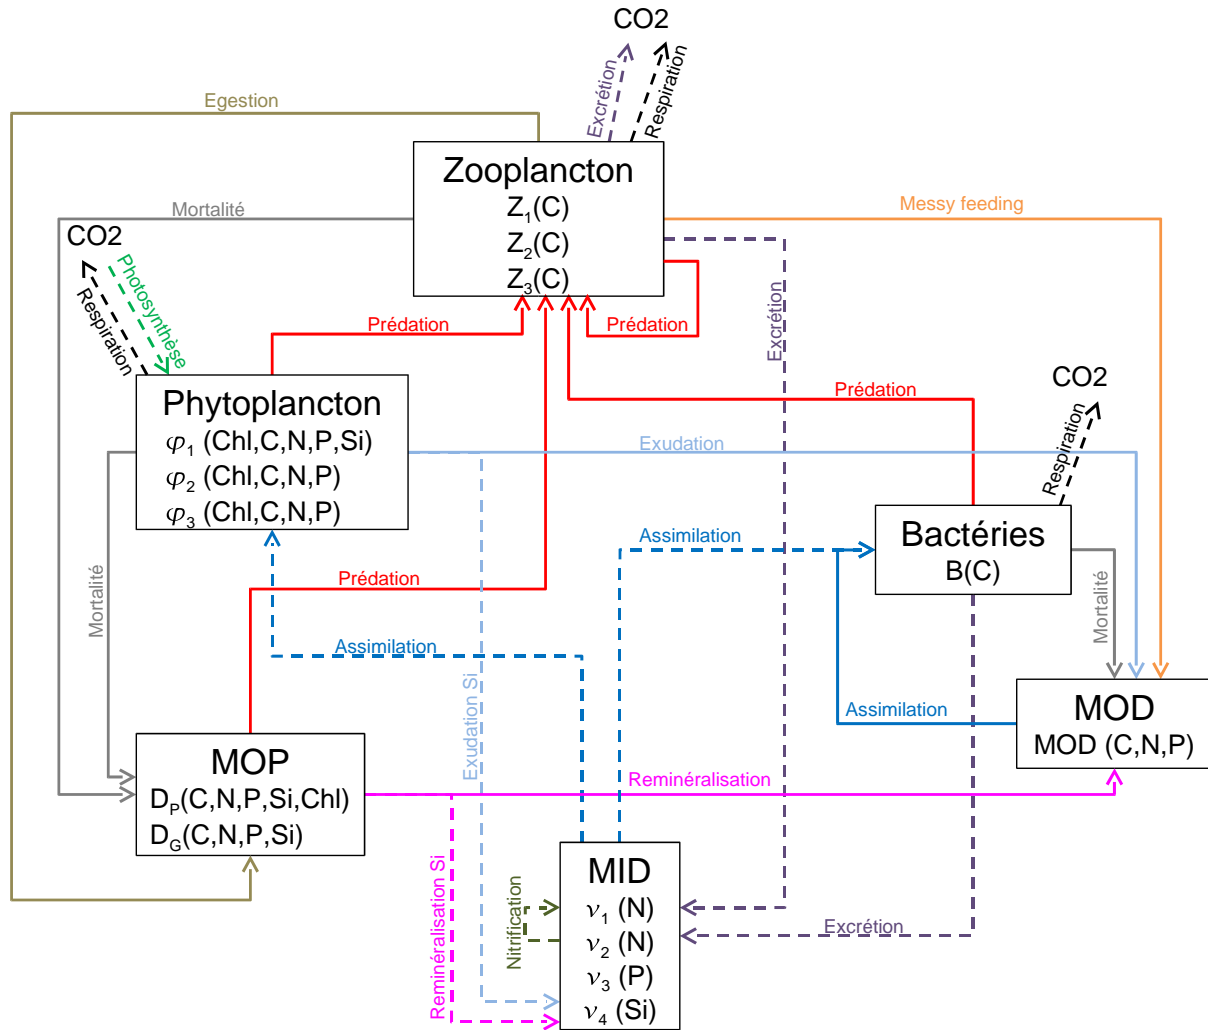 CO2
Excrétion
Respiration
Egestion
Zooplancton
Z1(C)
Z2(C)
Z3(C)
Mortalité
Messy feeding
CO2
Photosynthèse
Respiration
Prédation
Prédation
Excrétion
Phytoplancton
φ1 (Chl,C,N,P,Si)
φ2 (Chl,C,N,P)
φ3 (Chl,C,N,P)
Prédation
CO2
Respiration
Exudation
Bactéries
B(C)
Assimilation
Mortalité
Prédation
Mortalité
Assimilation
Exudation Si
MOD
MOD (C,N,P)
Assimilation
MOP
DP(C,N,P,Si,Chl)
DG(C,N,P,Si)
Reminéralisation
Reminéralisation Si
MID
ν1 (N)
ν2 (N)
ν3 (P)
ν4 (Si)
Nitrification
Excrétion